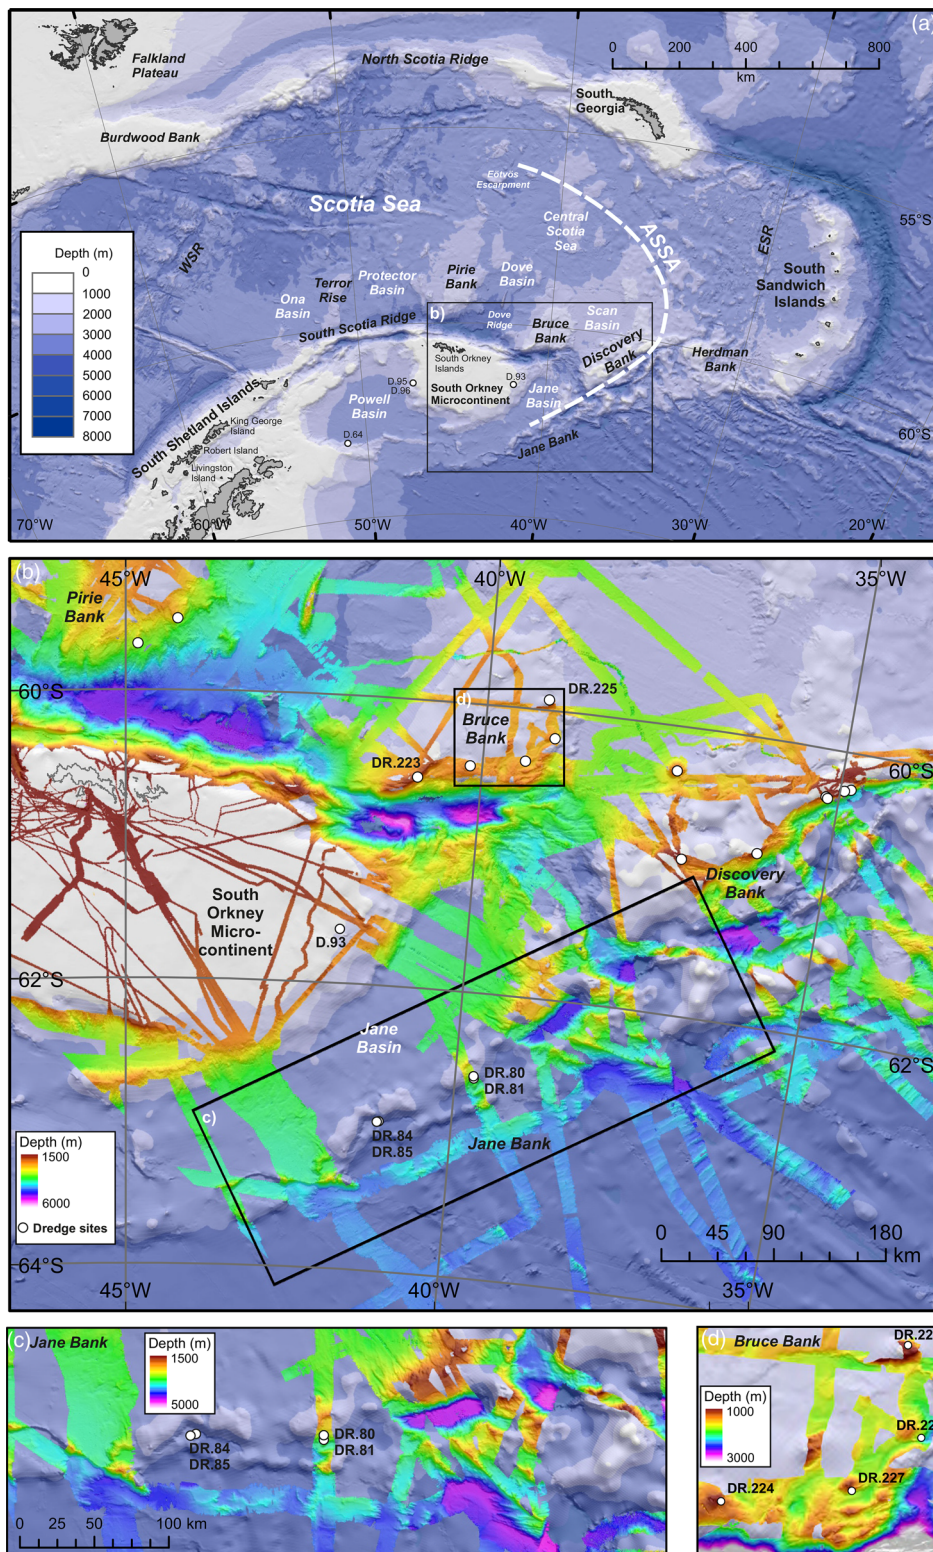 (a)
Falkland
Plateau
North Scotia Ridge
0 200 400 800
km
South
Georgia
Burdwood Bank
Eötvös
Escarpment
Scotia Sea
Central
Scotia
Sea
ASSA
55°S
ESR
WSR
Depth (m)
0
1000
2000
3000
4000
5000
6000
7000
8000
Terror
Rise
Protector
Basin
Pirie
Bank
Dove
Basin
South
Sandwich
Islands
Ona
Basin
South Scotia Ridge
b)
Dove
Ridge
Bruce
Bank
Scan
Basin
Discovery
Bank
Herdman
Bank
South Orkney
Islands
D.95
D.96
D.93
South Orkney
Microcontinent
Jane
Basin
Powell
Basin
South Shetland Islands
King George
Island
Robert Island
Livingston
Island
D.64
Jane Bank
60°S
70°W
60°W
50°W
40°W
30°W
20°W
(b)
45°W
40°W
35°W
Pirie
Bank
60°S
d)
DR.225
Bruce
Bank
DR.223
60°S
Discovery
Bank
South
Orkney
Micro-
continent
D.93
62°S
Jane
Basin
62°S
DR.80
DR.81
c)
DR.84
DR.85
Jane Bank
Depth (m)
1500
6000
Dredge sites
0 45 90 180
km
64°S
45°W
40°W
35°W
(c)
Jane Bank
Depth (m)
1500
5000
DR.80
DR.81
DR.84
DR.85
0 25 50 100 km
(d)
Bruce Bank
DR.22
Depth (m)
1000
3000
DR.22
DR.227
DR.224